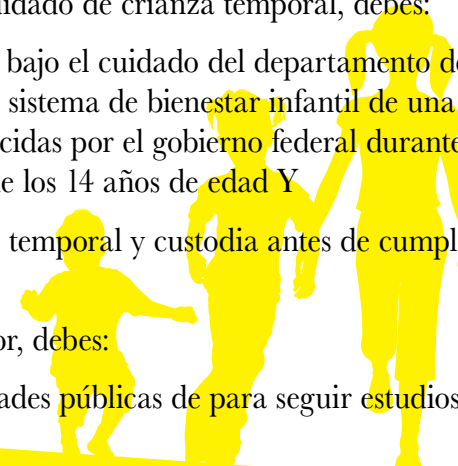 idado de crianza temporal, debes:
bajo el cuidado del departamento d
sistema de bienestar infantil de una
cidas por el gobierno federal durante
e los 14 años de edad Y
temporal y custodia antes de cumpl
or, debes:
ades públicas de para seguir estudios